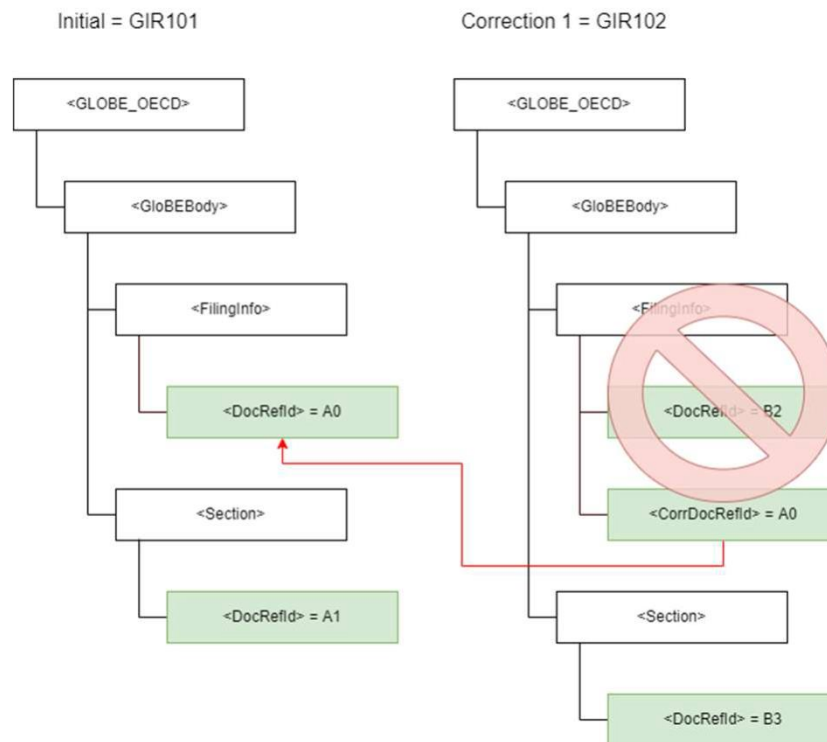 Initial = GIR101
Correction 1 = GIR102
<GLOBE_OECD>
<GLOBE_OECD>
<GloBEBody>
<GloBEBody>
<FilingInfo>
<FilingInfo>
<DocRefId> = A0
<DocRefId> = B2
<Section>
<CorrDocRefId> = A0
<DocRefId> = A1
<Section>
<DocRefId> = B3